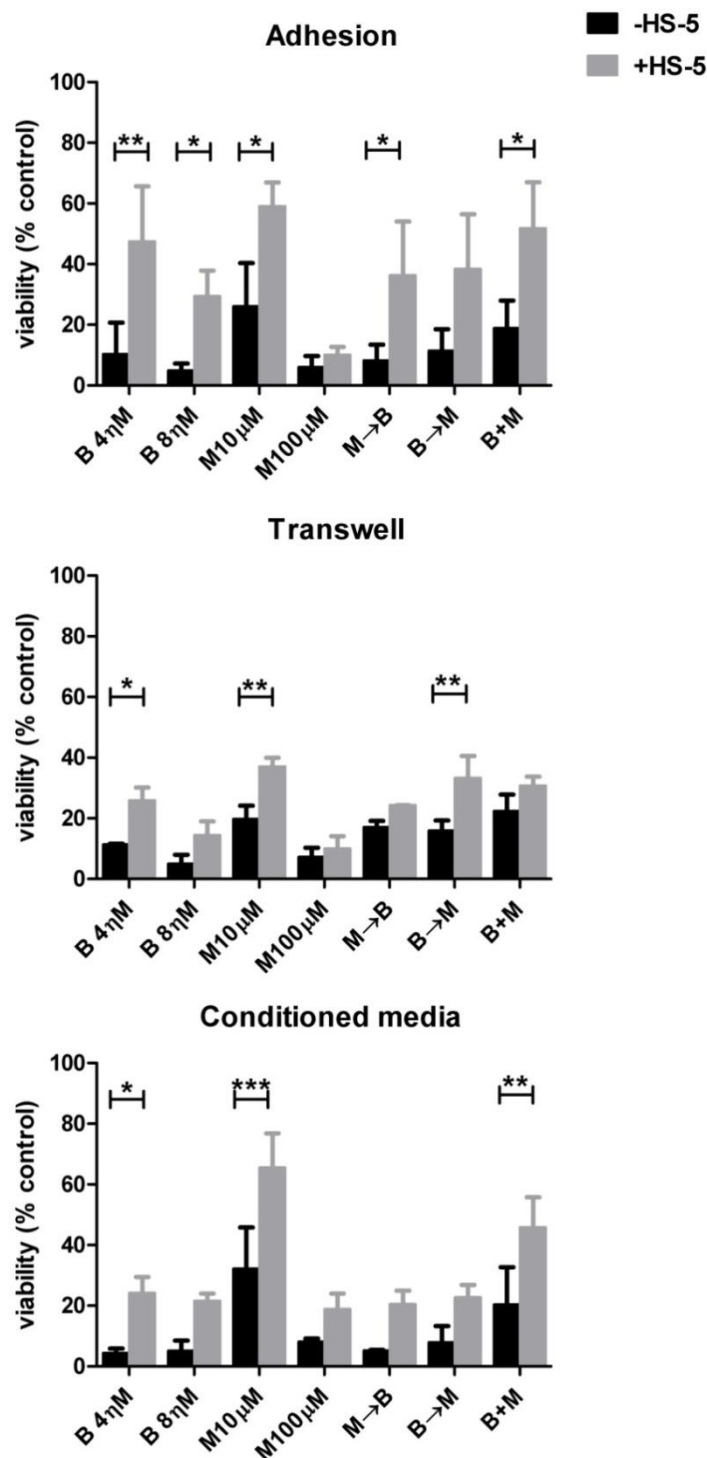 -HS-5
+HS-5
Adhesion
viability (% control)
100
80
60
40
20
0
** * * * *
B 4ηM B 8ηM M10μM M100μM M→B B→M B+M
Transwell
viability (% control)
100
80
60
40
20
0
* ** **
B 4ηM B 8ηM M10μM M100μM M→B B→M B+M
Conditioned media
viability (% control)
100
80
60
40
20
0
* *** **
B 4ηM B 8ηM M10μM M100μM M→B B→M B+M